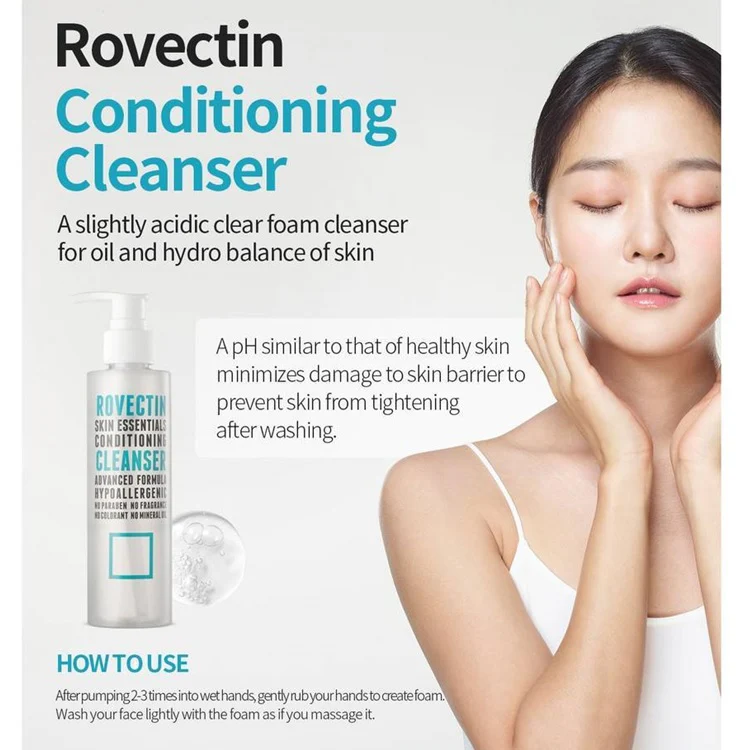 Rovectin
Conditioning
Cleanser
A slightly acidic clear foam cleanser
for oil and hydro balance of skin
A pH similar to that of healthy skin
minimizes damage to skin barrier to
prevent skin from tightening
after washing.
ROVECTIN
SKIN ESSENTIALS
CONDITIONING
CLEANSER
ADVANCED FORMULA
HYPOALLERGENIC
NO PARABEN NO FRAGRANCE
NO COLORANT NO MINERAL OIL
HOW TO USE
After pumping 2-3 times into wet hands, gently rub your hands to create foam.
Wash your face lightly with the foam as if you massage it.